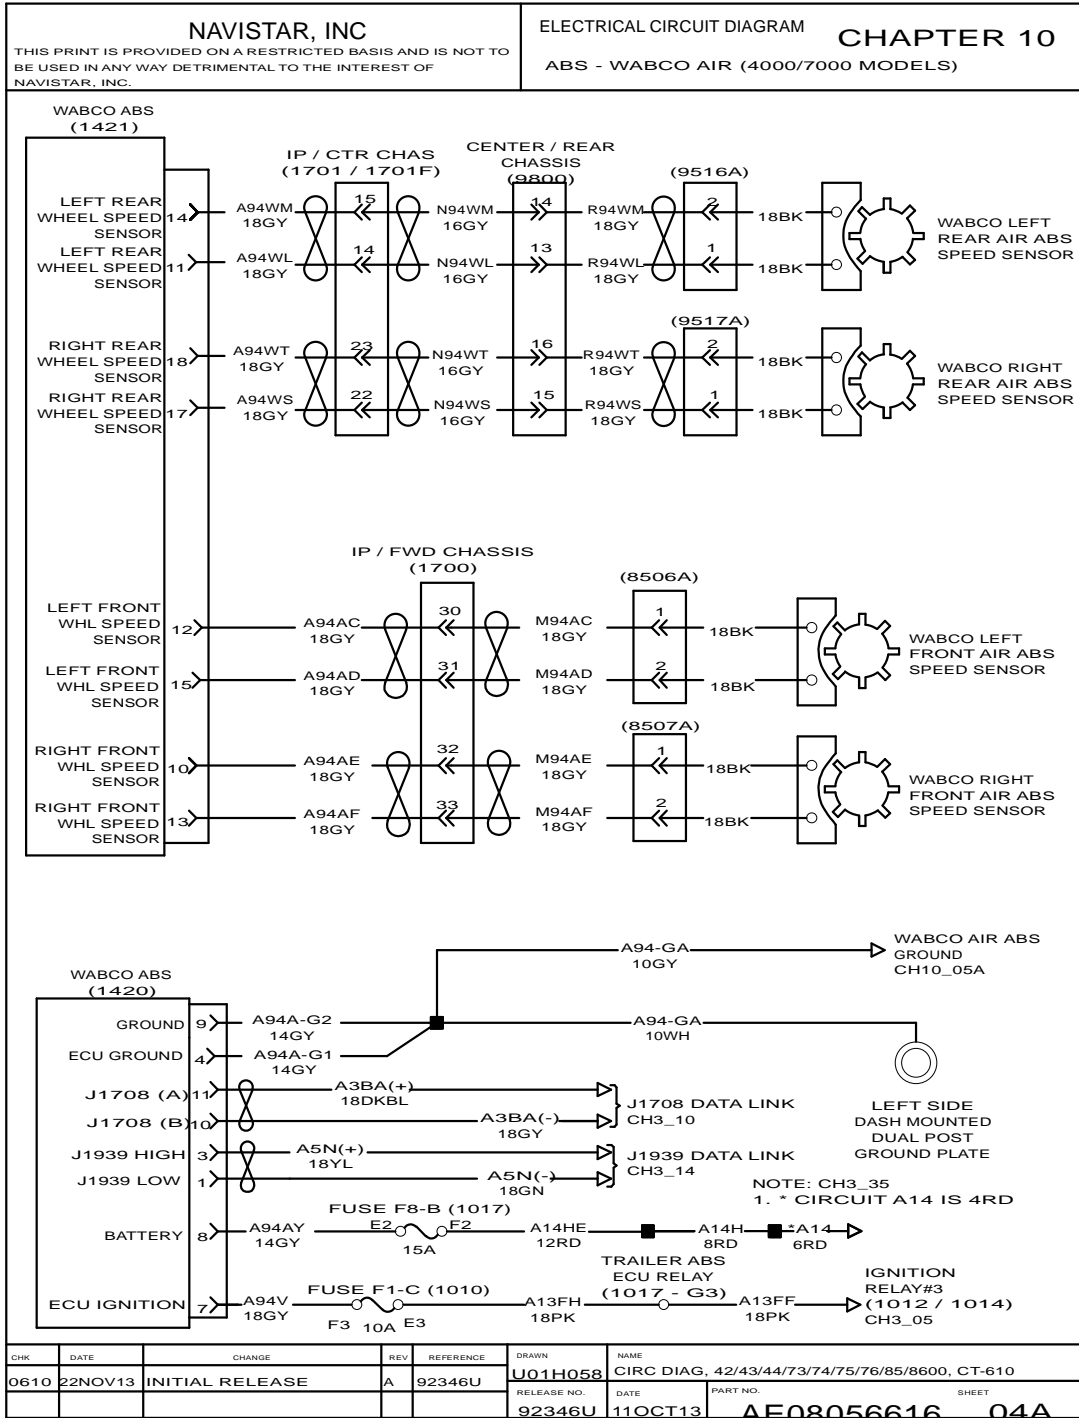 NAVISTAR, INC
THIS PRINT IS PROVIDED ON A RESTRICTED BASIS AND IS NOT TO
BE USED IN ANY WAY DETRIMENTAL TO THE INTEREST OF
NAVISTAR, INC.
ELECTRICAL CIRCUIT DIAGRAM
CHAPTER 10
ABS - WABCO AIR (4000/7000 MODELS)
WABCO ABS
(1421)
IP / CTR CHAS
(1701 / 1701F)
CENTER / REAR
CHASSIS
(9800)
(9516A)
LEFT REAR
WHEEL SPEED 14
SENSOR
A94WM
18GY
15
N94WM
16GY
14
R94WM
18GY
2
18BK
WABCO LEFT
REAR AIR ABS
SPEED SENSOR
LEFT REAR
WHEEL SPEED 11
SENSOR
A94WL
18GY
14
N94WL
16GY
13
R94WL
18GY
1
18BK
(9517A)
RIGHT REAR
WHEEL SPEED 18
SENSOR
A94WT
18GY
23
N94WT
16GY
16
R94WT
18GY
2
18BK
WABCO RIGHT
REAR AIR ABS
SPEED SENSOR
RIGHT REAR
WHEEL SPEED 17
SENSOR
A94WS
18GY
22
N94WS
16GY
15
R94WS
18GY
1
18BK
IP / FWD CHASSIS
(1700)
(8506A)
LEFT FRONT
WHL SPEED
SENSOR 12
A94AC
18GY
30
M94AC
18GY
1
18BK
WABCO LEFT
FRONT AIR ABS
SPEED SENSOR
LEFT FRONT
WHL SPEED 15
SENSOR
A94AD
18GY
31
M94AD
18GY
2
18BK
(8507A)
RIGHT FRONT
WHL SPEED 10
SENSOR
A94AE
18GY
32
M94AE
18GY
1
18BK
WABCO RIGHT
FRONT AIR ABS
SPEED SENSOR
RIGHT FRONT
WHL SPEED 13
SENSOR
A94AF
18GY
33
M94AF
18GY
2
18BK
A94-GA
10GY
WABCO AIR ABS
GROUND
CH10_05A
WABCO ABS
(1420)
GROUND 9
A94A-G2
14GY
A94-GA
10WH
ECU GROUND 4
A94A-G1
14GY
LEFT SIDE
DASH MOUNTED
DUAL POST
GROUND PLATE
J1708 (A) 11
A3BA(+)
18DKBL
J1708 (B) 10
A3BA(-)
18GY
J1708 DATA LINK
CH3_10
J1939 HIGH 3
A5N(+)
18YL
J1939 LOW 1
A5N(-)
18GN
J1939 DATA LINK
CH3_14
NOTE: CH3_35
1. * CIRCUIT A14 IS 4RD
BATTERY 8
A94AY
14GY
FUSE F8-B (1017)
E2 F2
15A
A14HE
12RD
A14H
8RD
*A14
6RD
ECU IGNITION 7
A94V
18GY
FUSE F1-C (1010)
F3 10A E3
A13FH
18PK
TRAILER ABS
ECU RELAY
(1017 - G3)
A13FF
18PK
IGNITION
RELAY#3
(1012 / 1014)
CH3_05
CHK DATE CHANGE REV REFERENCE
0610 22NOV13 INITIAL RELEASE A 92346U
DRAWN
U01H058
NAME
CIRC DIAG, 42/43/44/73/74/75/76/85/8600, CT-610
RELEASE NO.
92346U
DATE
11OCT13
PART NO.
AE08056616
SHEET
04A